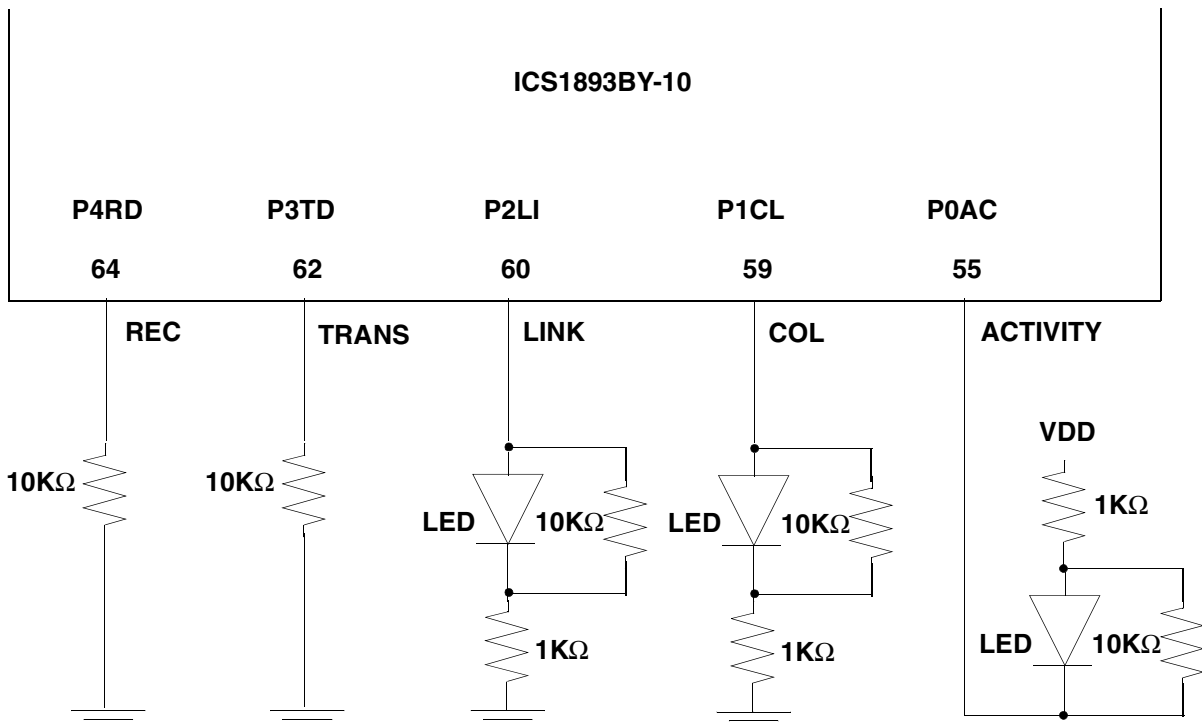 ICS1893BY-10
P4RD P3TD P2LI P1CL P0AC
64 62 60 59 55
REC TRANS LINK COL ACTIVITY
VDD
10KΩ 10KΩ
1KΩ
LED 10KΩ LED 10KΩ
LED 10KΩ
1KΩ 1KΩ